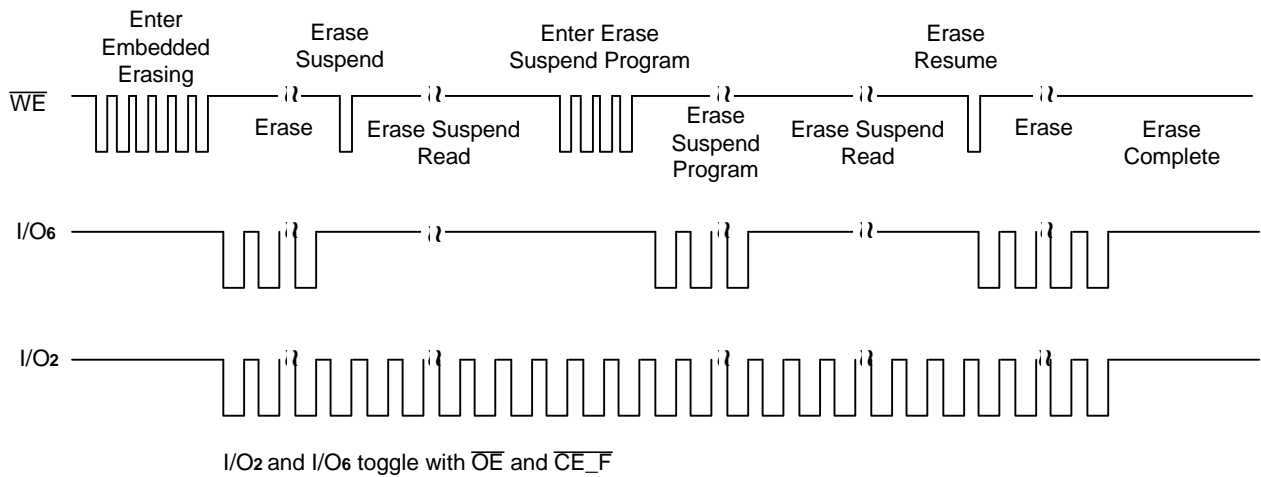 Enter
Embedded
Erasing
Erase
Suspend
Enter Erase
Suspend Program
Erase
Resume
WE
Erase
Erase Suspend
Read
Erase
Suspend
Program
Erase Suspend
Read
Erase
Erase
Complete
I/O6
I/O2
I/O2 and I/O6 toggle with OE and CE_F